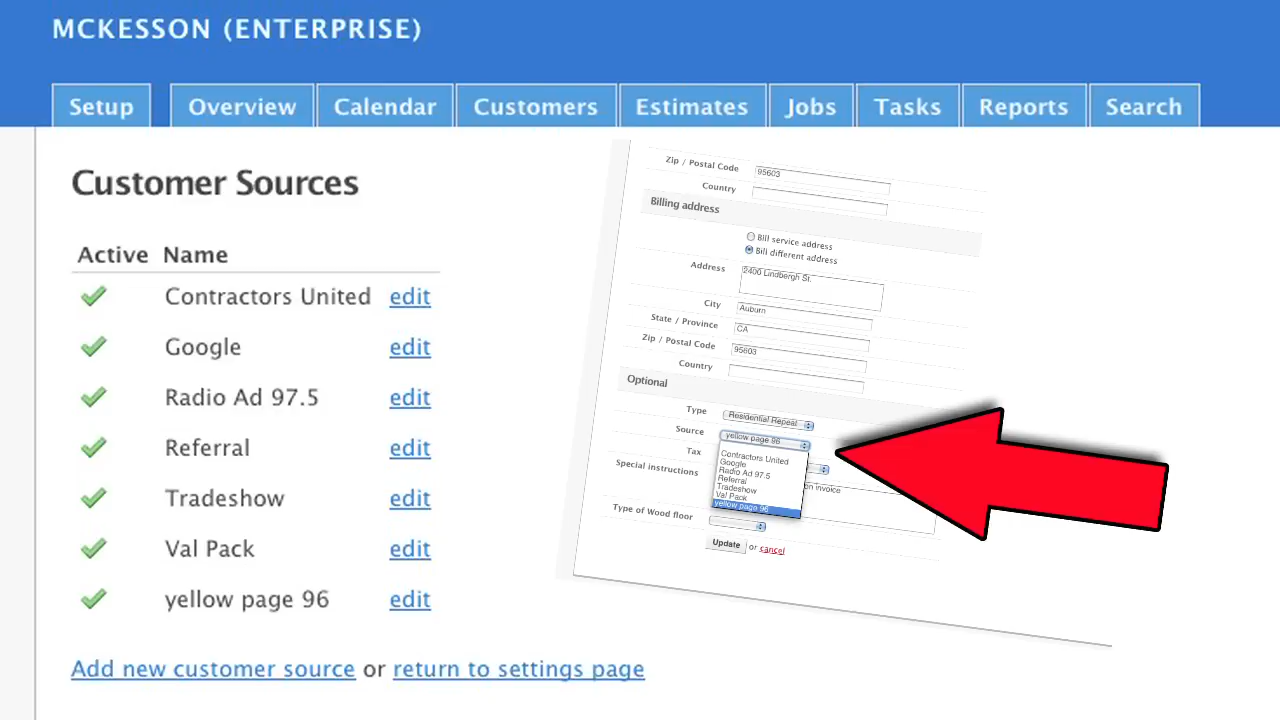 MCKESSON (ENTERPRISE)
Setup Overview Calendar Customers Estimates Jobs Tasks Reports Search
Customer Sources
Active Name
Contractors United edit
Google edit
Radio Ad 97.5 edit
Referral edit
Tradeshow edit
Val Pack edit
yellow page 96 edit
Add new customer source or return to settings page
Zip / Postal Code 95603
Country
Billing address
Bill service address
Bill different address
Address 2400 Lindbergh St.
City Auburn
State / Province CA
Zip / Postal Code 95603
Country
Optional
Type Residential Repeat
Source yellow page 96
Tax
Contractors United
Google
Radio Ad 97.5
Referral
Tradeshow
Val Pack
yellow page 96
Special instructions
on invoice
Type of Wood floor
Update or cancel